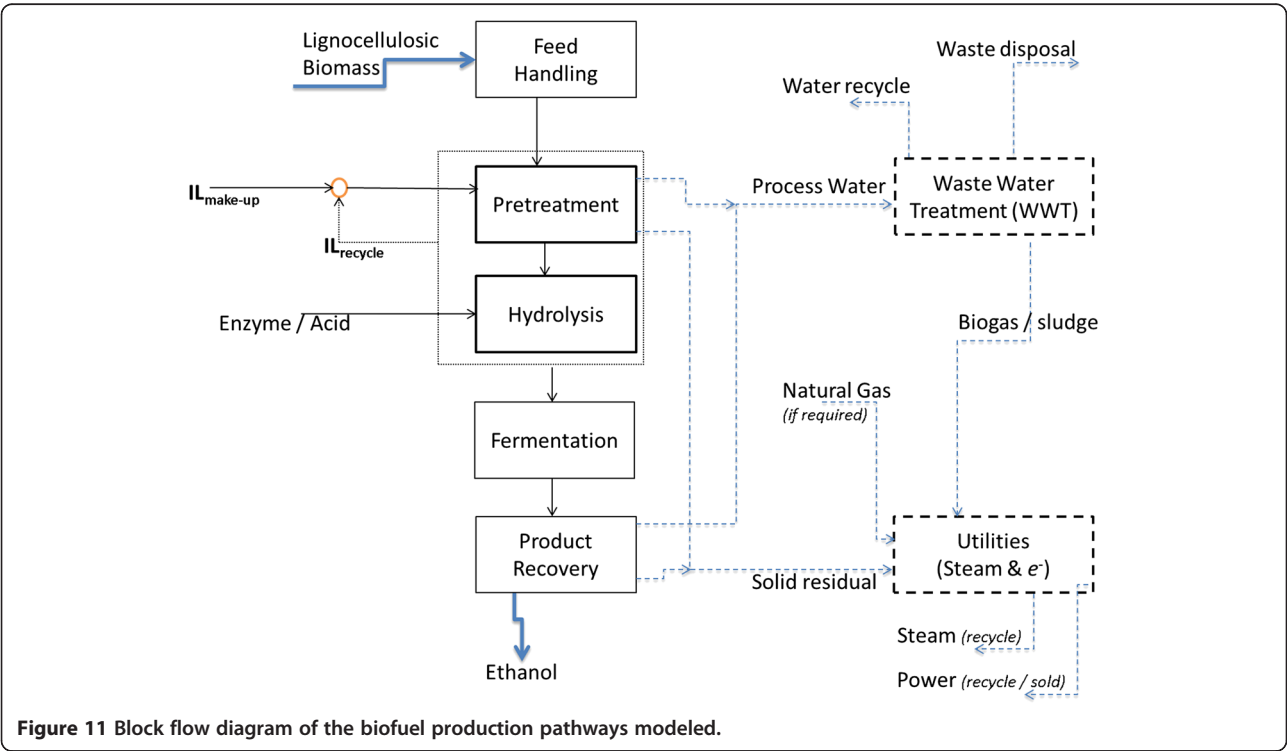 Lignocellulosic
Biomass
Feed
Handling
Waste disposal
Water recycle
IL make-up
Pretreatment
Process Water
Waste Water
Treatment (WWT)
IL recycle
Enzyme / Acid
Hydrolysis
Biogas / sludge
Natural Gas
(if required)
Fermentation
Product
Recovery
Solid residual
Utilities
(Steam & e-)
Steam (recycle)
Power (recycle / sold)
Ethanol
Figure 11 Block flow diagram of the biofuel production pathways modeled.